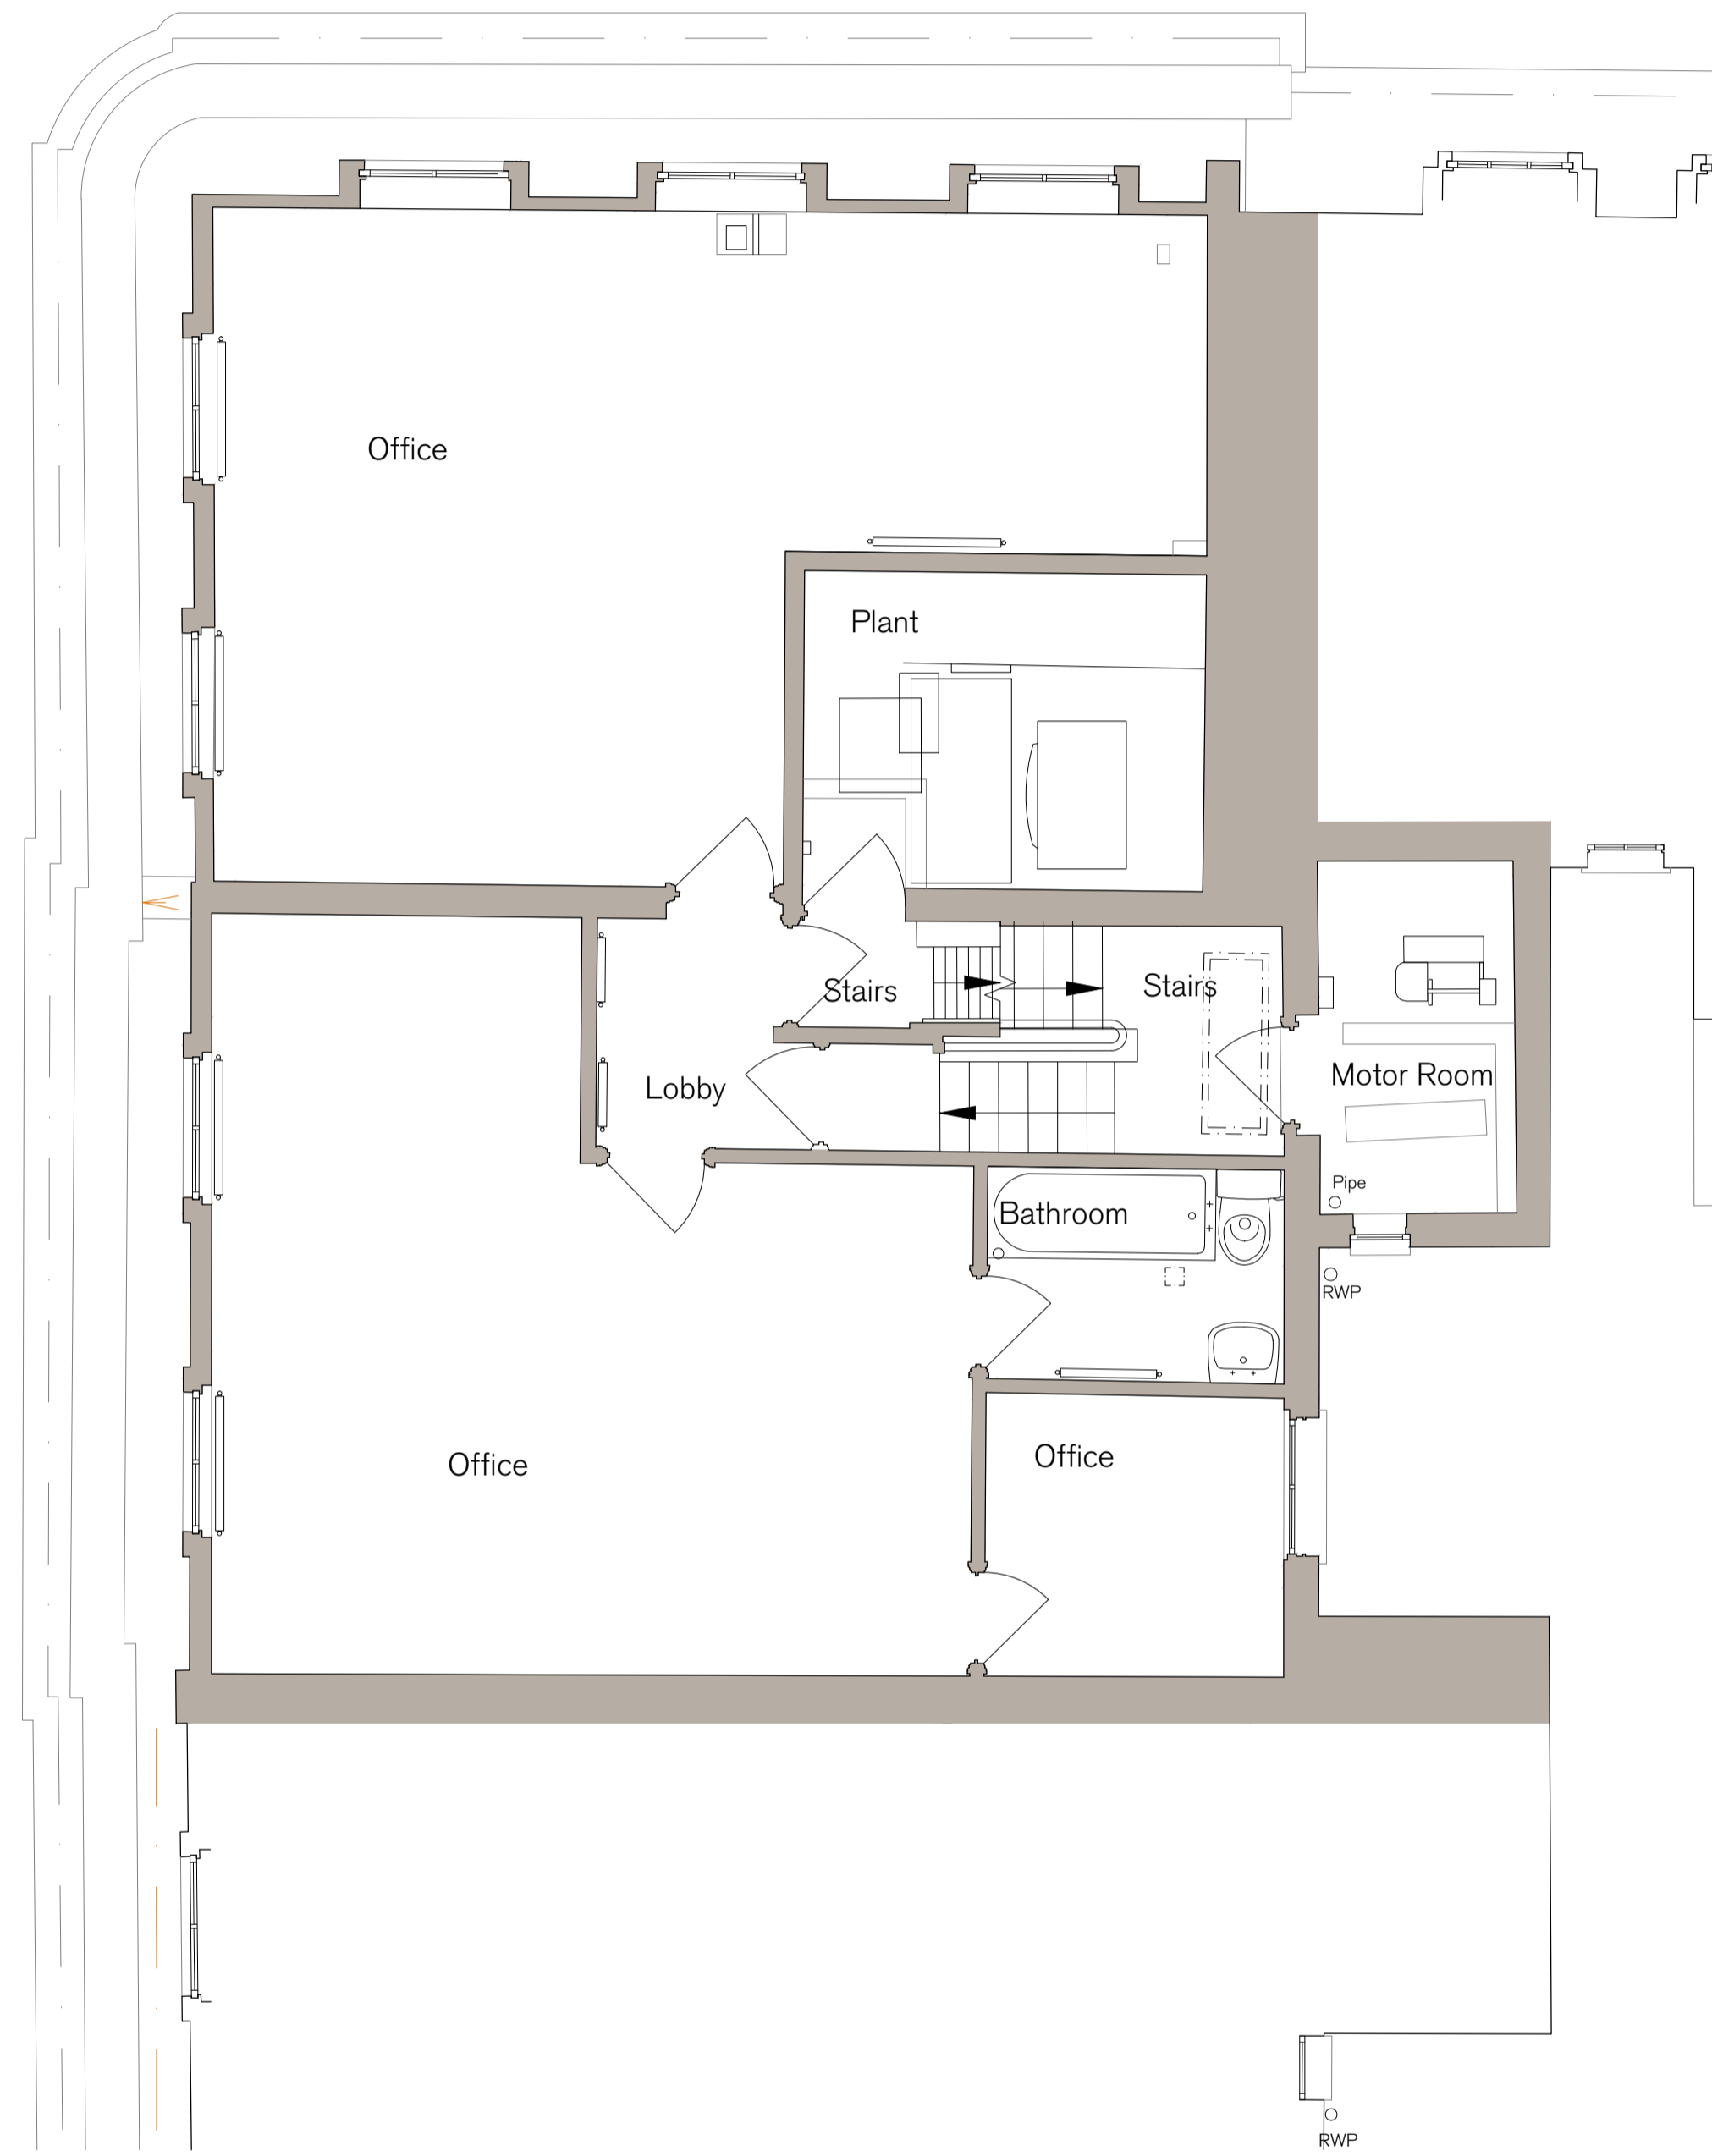 Office
Plant
Stairs
Stairs
Motor Room
Lobby
Pipe
Bathroom
RWP
Office
Office
RWP